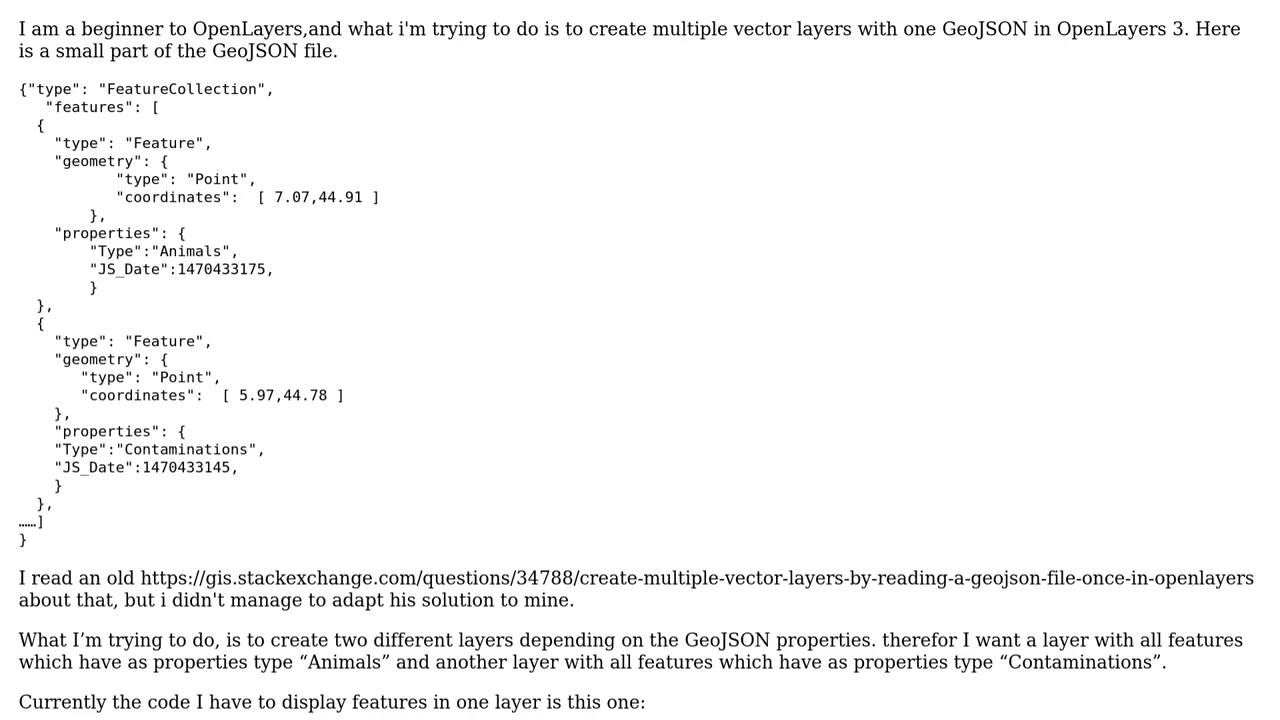 I am a beginner to OpenLayers,and what i'm trying to do is to create multiple vector layers with one GeoJSON in OpenLayers 3. Here
is a small part of the GeoJSON file.
{"type": "FeatureCollection",
   "features": [
  {
    "type": "Feature",
    "geometry": {
           "type": "Point",
           "coordinates":  [ 7.07,44.91 ]
        },
    "properties": {
        "Type":"Animals",
        "JS_Date":1470433175,
        }
  },
  {
    "type": "Feature",
    "geometry": {
       "type": "Point",
       "coordinates":  [ 5.97,44.78 ]
    },
    "properties": {
    "Type":"Contaminations",
    "JS_Date":1470433145,
    }
  },
……]
}
I read an old https://gis.stackexchange.com/questions/34788/create-multiple-vector-layers-by-reading-a-geojson-file-once-in-openlayers
about that, but i didn't manage to adapt his solution to mine.
What I’m trying to do, is to create two different layers depending on the GeoJSON properties. therefor I want a layer with all features
which have as properties type “Animals” and another layer with all features which have as properties type “Contaminations”.
Currently the code I have to display features in one layer is this one: